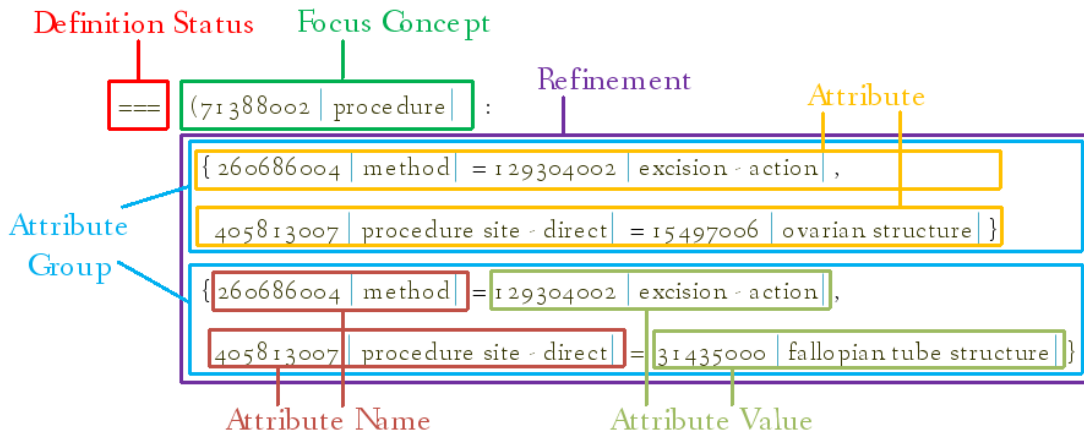 Definition Status Focus Concept
Refinement
Attribute
=== (71388002 | procedure| :
{ 260686004 | method| = 129304002 | excision - action| ,
405813007 | procedure site - direct| = 15497006 | ovarian structure| }
Attribute
Group
{260686004 | method| = 129304002 | excision - action|,
405813007 | procedure site - direct| = 31435000 | fallopian tube structure| }
Attribute Name Attribute Value